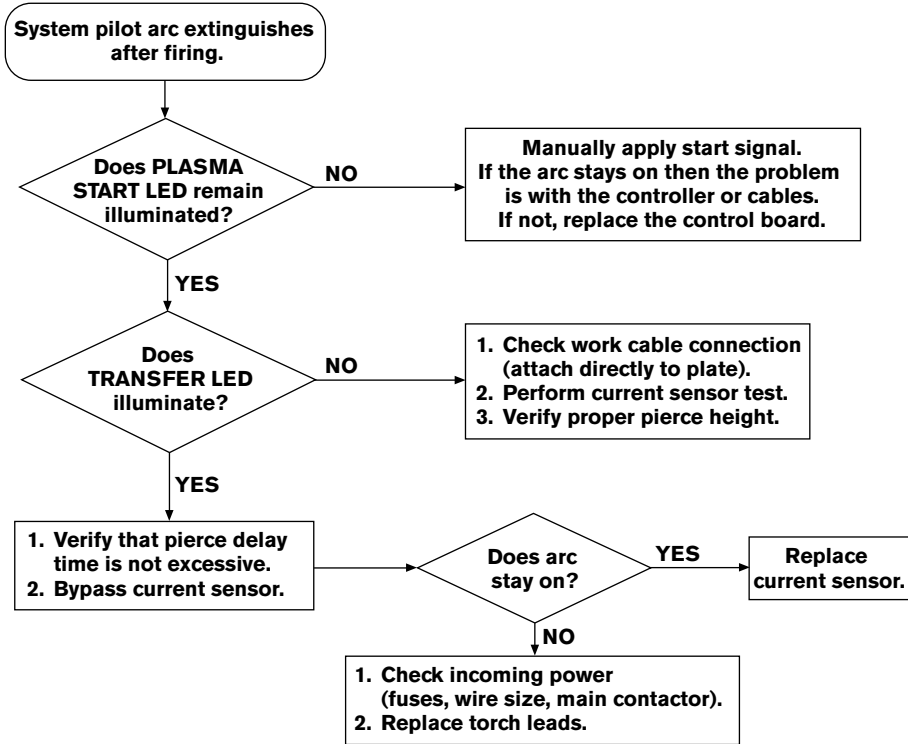 System pilot arc extinguishes
after firing.
Does PLASMA
START LED remain
illuminated?
NO
Manually apply start signal.
If the arc stays on then the problem
is with the controller or cables.
If not, replace the control board.
YES
Does
TRANSFER LED
illuminate?
NO
1. Check work cable connection
(attach directly to plate).
2. Perform current sensor test.
3. Verify proper pierce height.
YES
1. Verify that pierce delay
time is not excessive.
2. Bypass current sensor.
Does arc
stay on?
YES
Replace
current sensor.
NO
1. Check incoming power
(fuses, wire size, main contactor).
2. Replace torch leads.